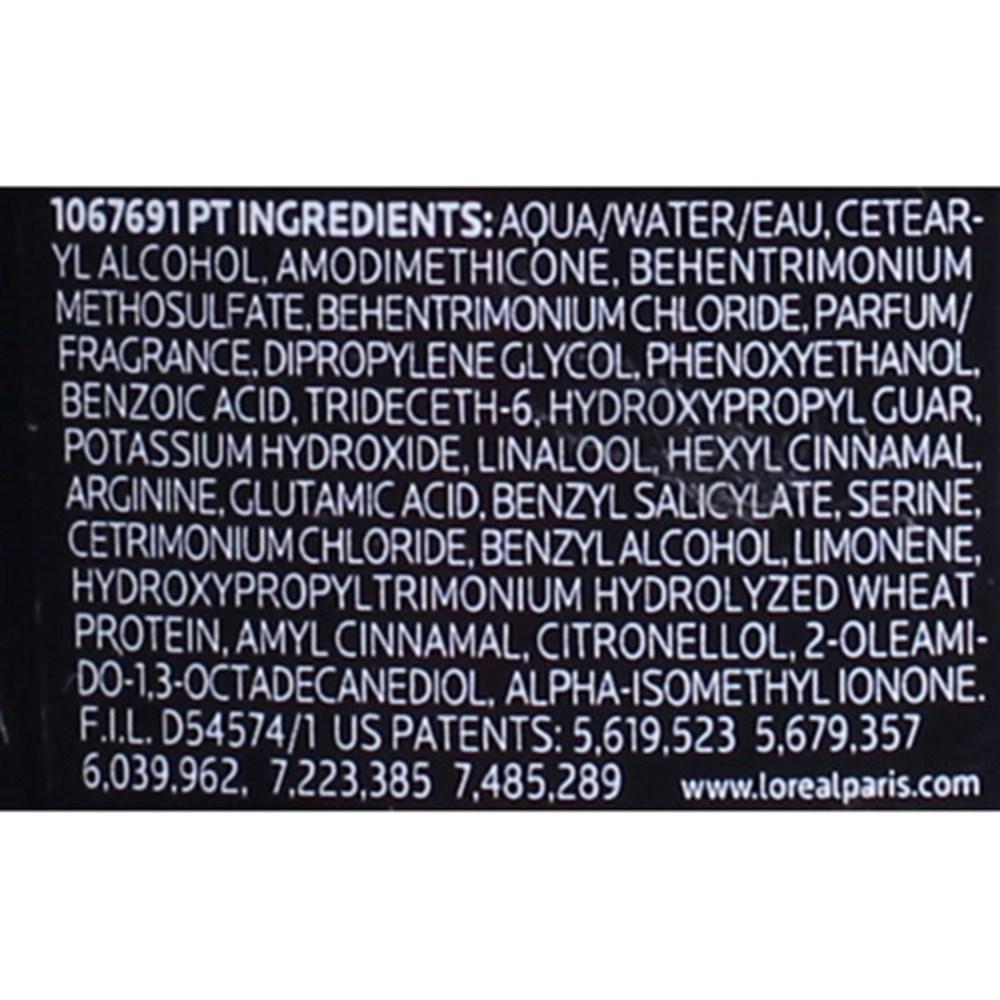 1067691 PT INGREDIENTS: AQUA/WATER/EAU, CETEAR-
YL ALCOHOL, AMODIMETHICONE, BEHENTRIMONIUM
METHOSULFATE, BEHENTRIMONIUM CHLORIDE, PARFUM/
FRAGRANCE, DIPROPYLENE GLYCOL, PHENOXYETHANOL,
BENZOIC ACID, TRIDECETH-6, HYDROXYPROPYL GUAR,
POTASSIUM HYDROXIDE, LINALOOL, HEXYL CINNAMAL,
ARGININE, GLUTAMIC ACID, BENZYL SALICYLATE, SERINE,
CETRIMONIUM CHLORIDE, BENZYL ALCOHOL, LIMONENE,
HYDROXYPROPYLTRIMONIUM HYDROLYZED WHEAT
PROTEIN, AMYL CINNAMAL, CITRONELLOL, 2-OLEAMI-
DO-1,3-OCTADECANEDIOL, ALPHA-ISOMETHYL IONONE.
F.I.L. D54574/1 US PATENTS: 5,619,523 5,679,357
6,039,962, 7,223,385 7,485,289 www.lorealparis.com